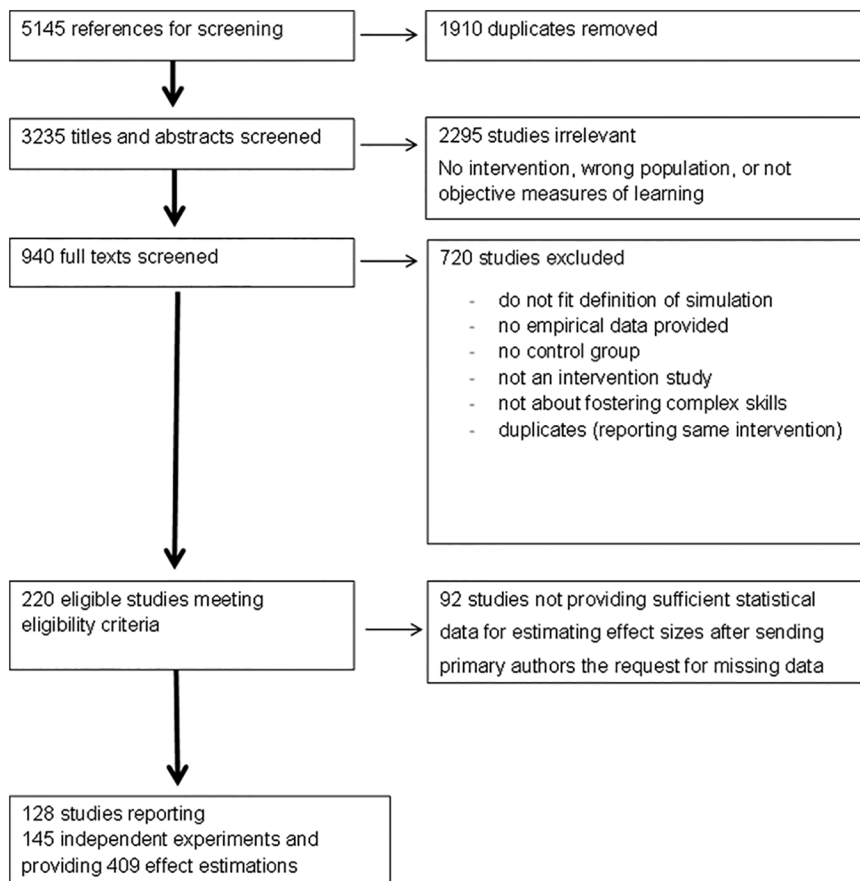 5145 references for screening
1910 duplicates removed
3235 titles and abstracts screened
2295 studies irrelevant
No intervention, wrong population, or not
objective measures of learning
940 full texts screened
720 studies excluded
- do not fit definition of simulation
- no empirical data provided
- no control group
- not an intervention study
- not about fostering complex skills
- duplicates (reporting same intervention)
220 eligible studies meeting
eligibility criteria
92 studies not providing sufficient statistical
data for estimating effect sizes after sending
primary authors the request for missing data
128 studies reporting
145 independent experiments and
providing 409 effect estimations